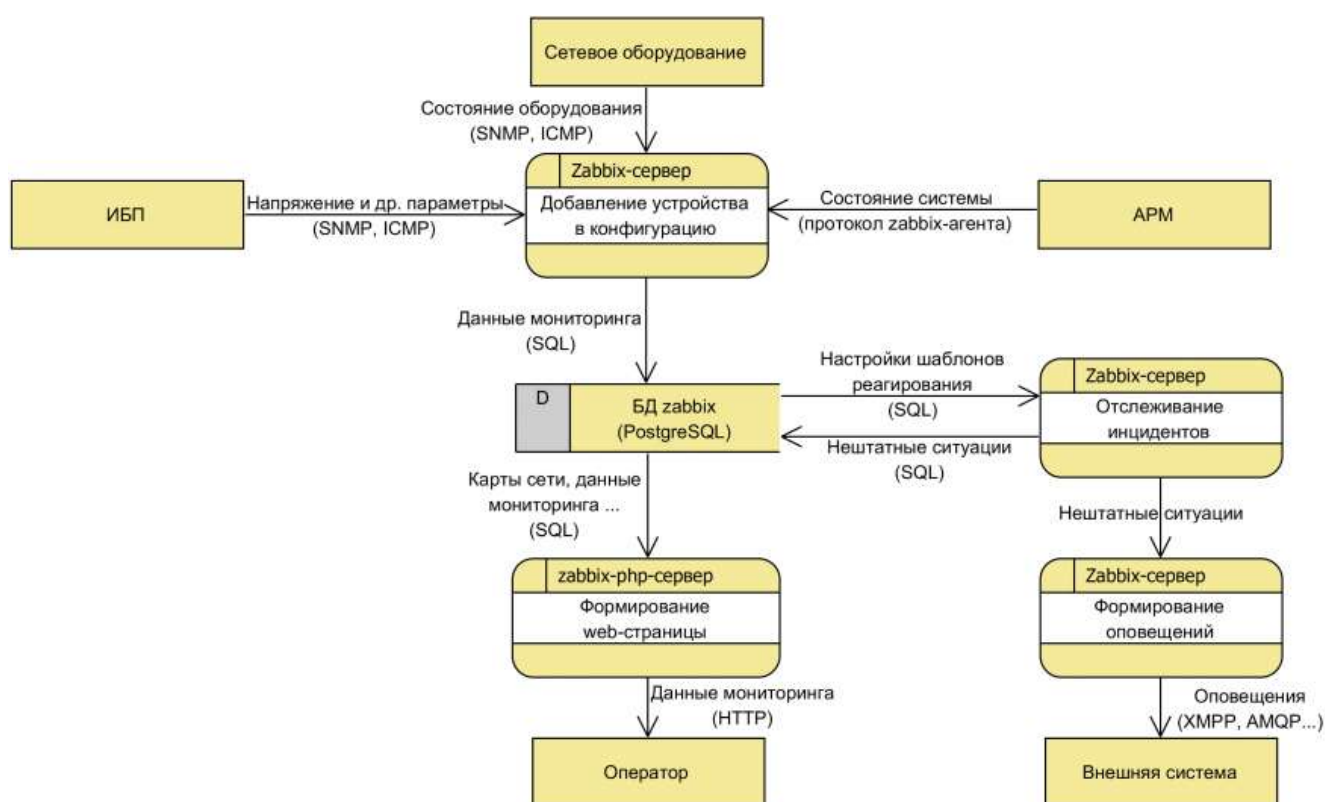 Сетевое оборудование
Состояние оборудования
(SNMP, ICMP)
Zabbix-сервер
Добавление устройства
в конфигурацию
ИБП
Напряжение и др. параметры
(SNMP, ICMP)
Состояние системы
(протокол zabbix-агента)
АРМ
Данные мониторинга
(SQL)
D
БД zabbix
(PostgreSQL)
Настройки шаблонов
реагирования
(SQL)
Нештатные ситуации
(SQL)
Zabbix-сервер
Отслеживание
инцидентов
Карты сети, данные
мониторинга ...
(SQL)
Нештатные ситуации
zabbix-php-сервер
Формирование
web-страницы
Zabbix-сервер
Формирование
оповещений
Данные мониторинга
(HTTP)
Оповещения
(XMPP, AMQP...)
Оператор
Внешняя система